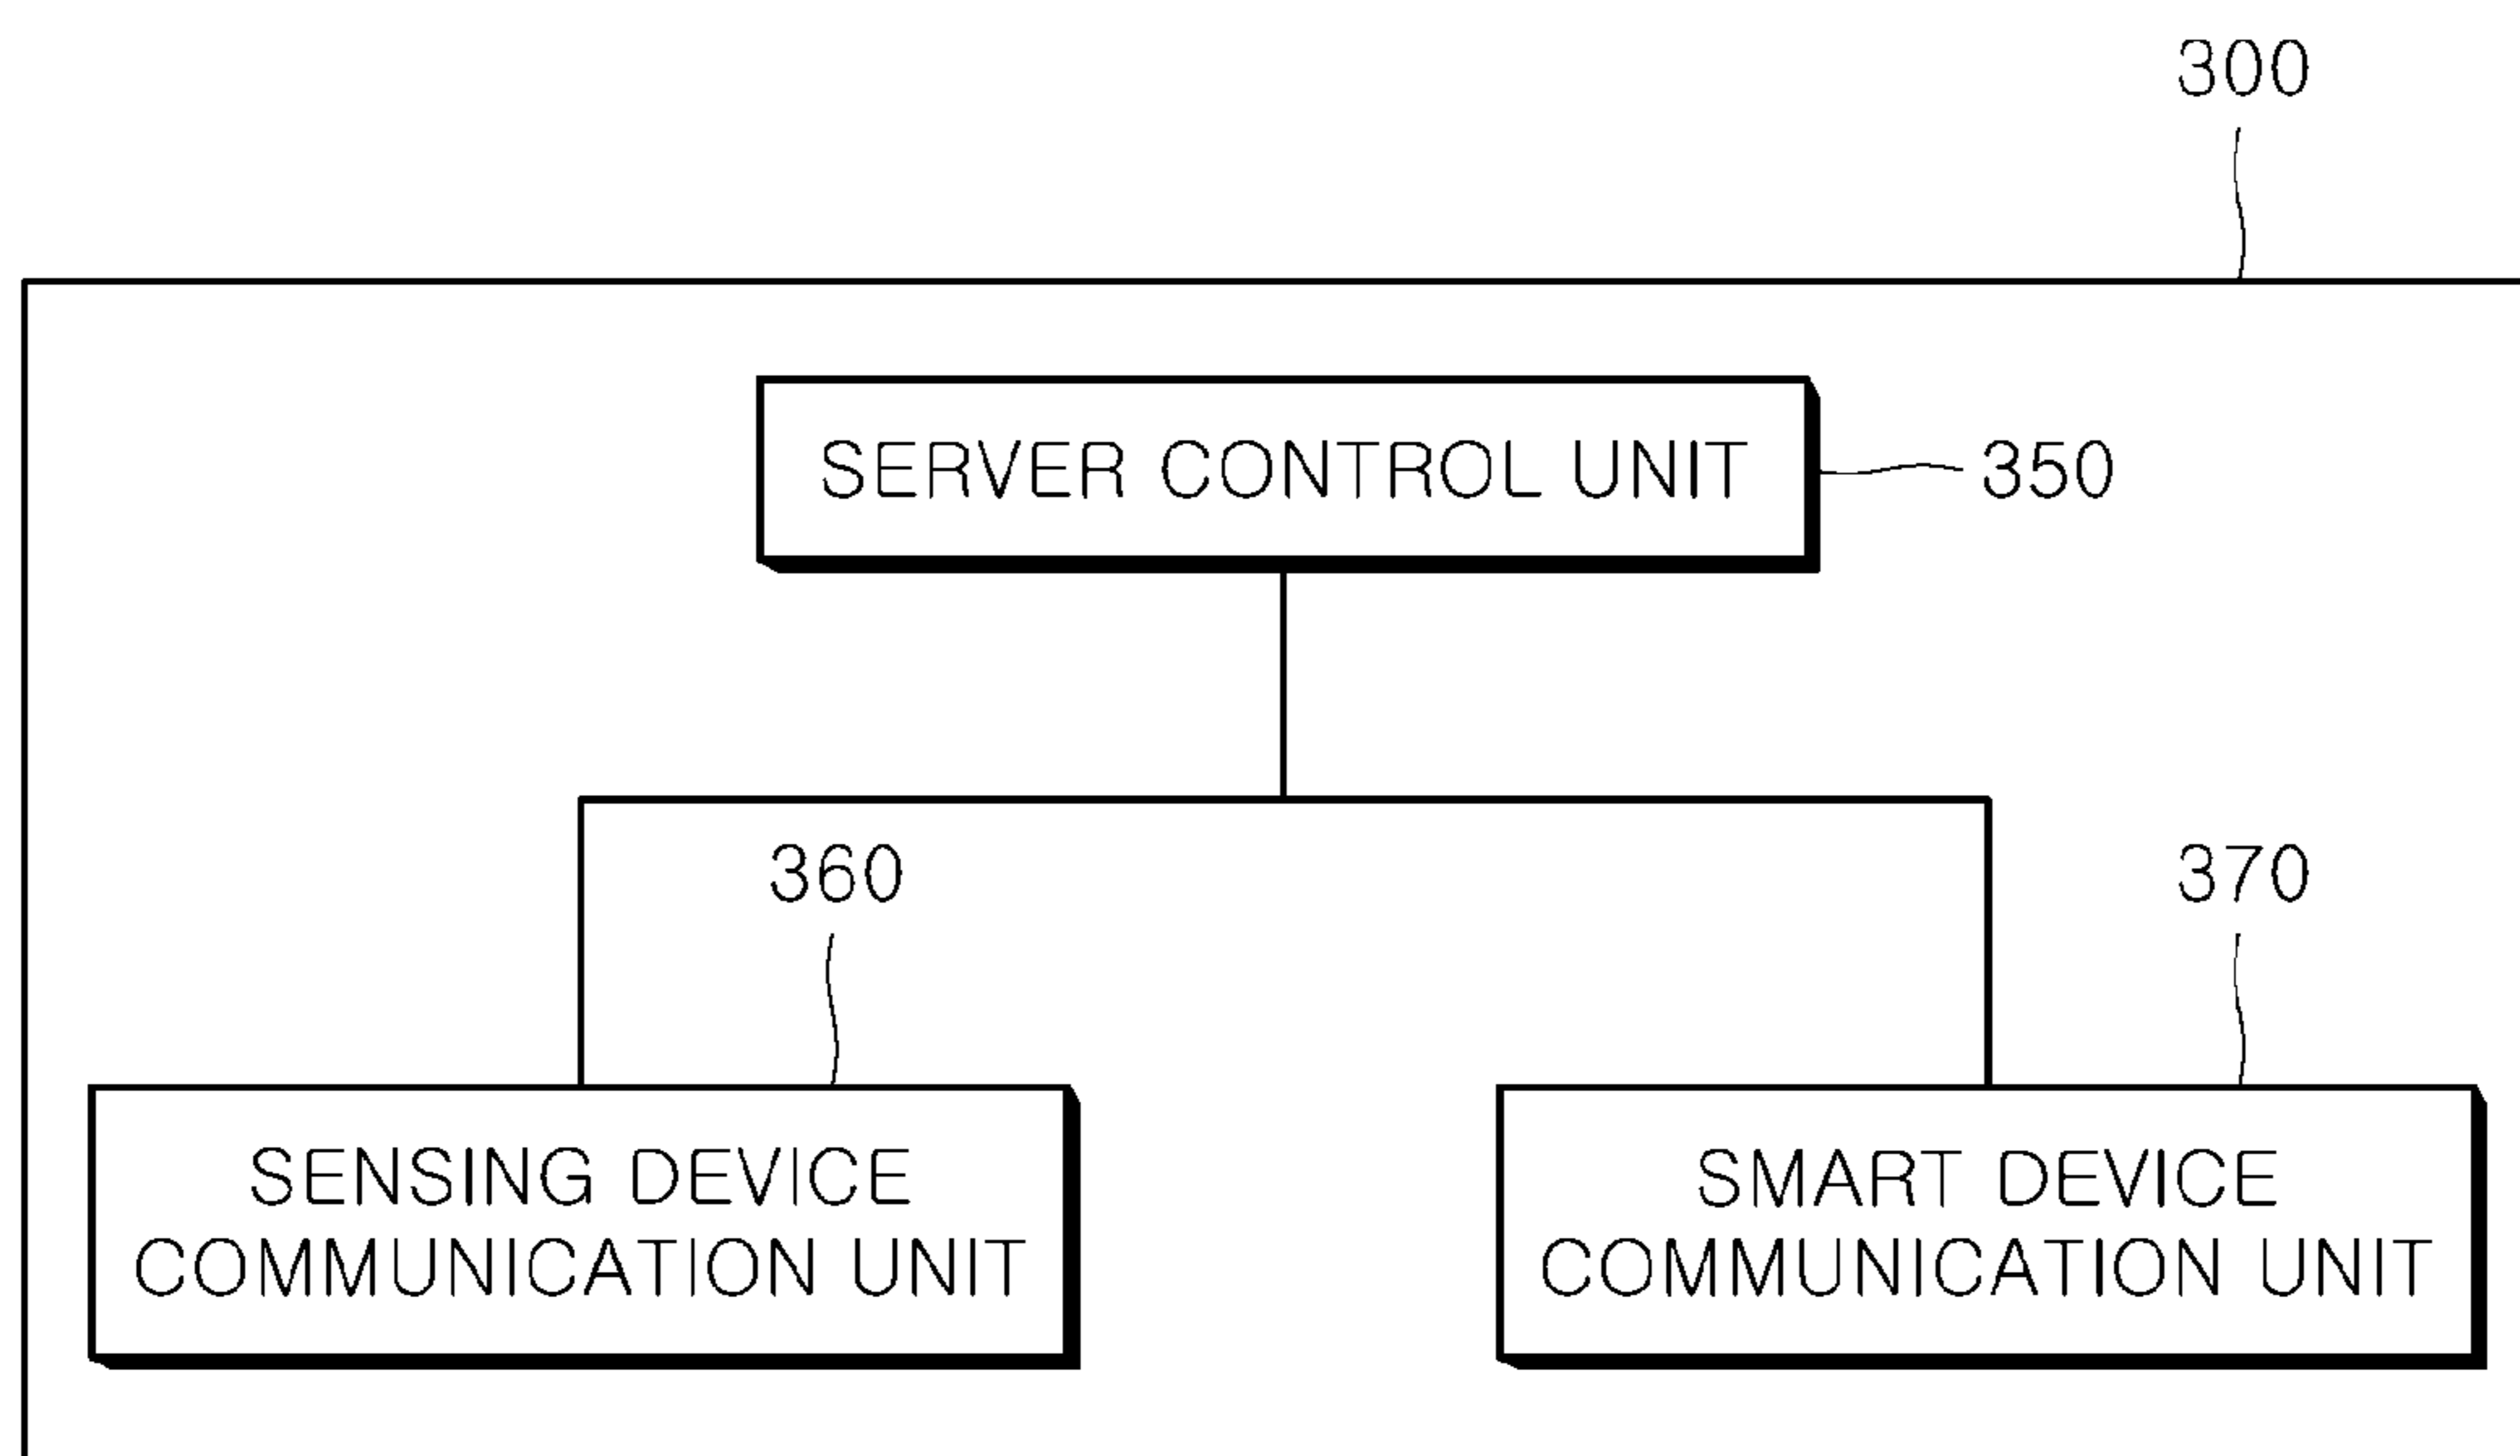 300
SERVER CONTROL UNIT
350
360
370
SENSING DEVICE
COMMUNICATION UNIT
SMART DEVICE
COMMUNICATION UNIT